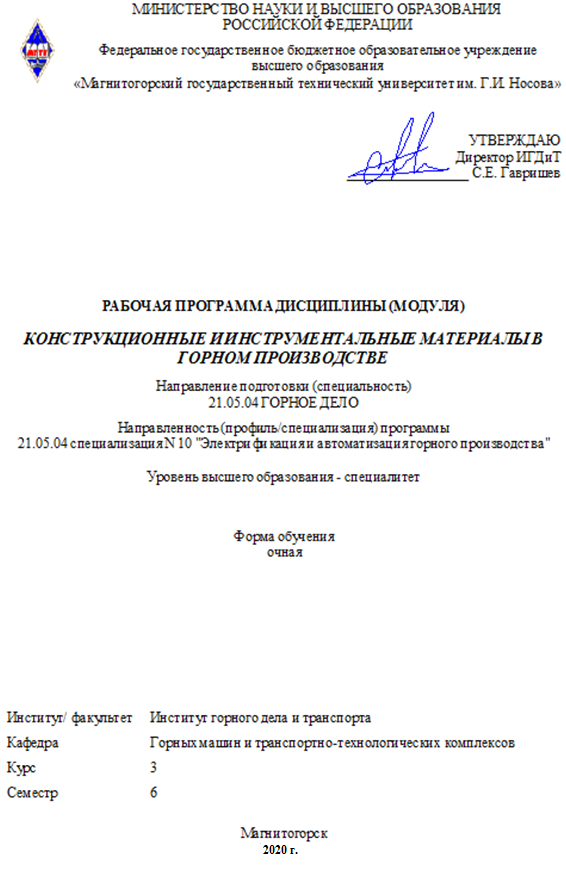 МИНИСТЕРСТВО НАУКИ И ВЫСШЕГО ОБРАЗОВАНИЯ
РОССИЙСКОЙ ФЕДЕРАЦИИ
Федеральное государственное бюджетное образовательное учреждение
высшего образования
«Магнитогорский государственный технический университет им. Г.И. Носова»
УТВЕРЖДАЮ
Директор ИГДиТ
С.Е. Гавришев
РАБОЧАЯ ПРОГРАММА ДИСЦИПЛИНЫ (МОДУЛЯ)
КОНСТРУКЦИОННЫЕ И ИНСТРУМЕНТАЛЬНЫЕ МАТЕРИАЛЫ В
ГОРНОМ ПРОИЗВОДСТВЕ
Направление подготовки (специальность)
21.05.04 ГОРНОЕ ДЕЛО
Направленность (профиль/специализация) программы
21.05.04 специализация N 10 "Электрификация и автоматизация горного производства"
Уровень высшего образования - специалитет
Форма обучения
очная
Институт/ факультет Институт горного дела и транспорта
Кафедра Горных машин и транспортно-технологических комплексов
Курс 3
Семестр 6
Магнитогорск
2020 г.